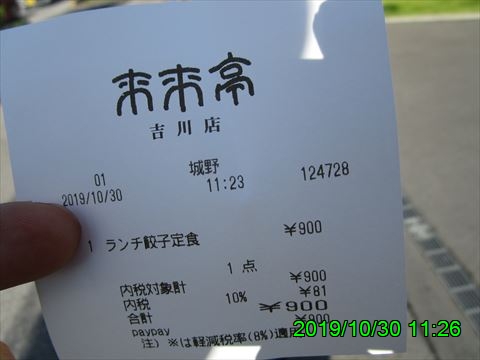 来来亭
吉川店
01 城野 124728
2019/10/30 11:23
1 ランチ餃子定食 ¥900
1 点
内税対象計 ¥900
内税 10% ¥81
合計 ¥900
paypay ¥900
注) ※は軽減税率(8%)適用
2019/10/30 11:26